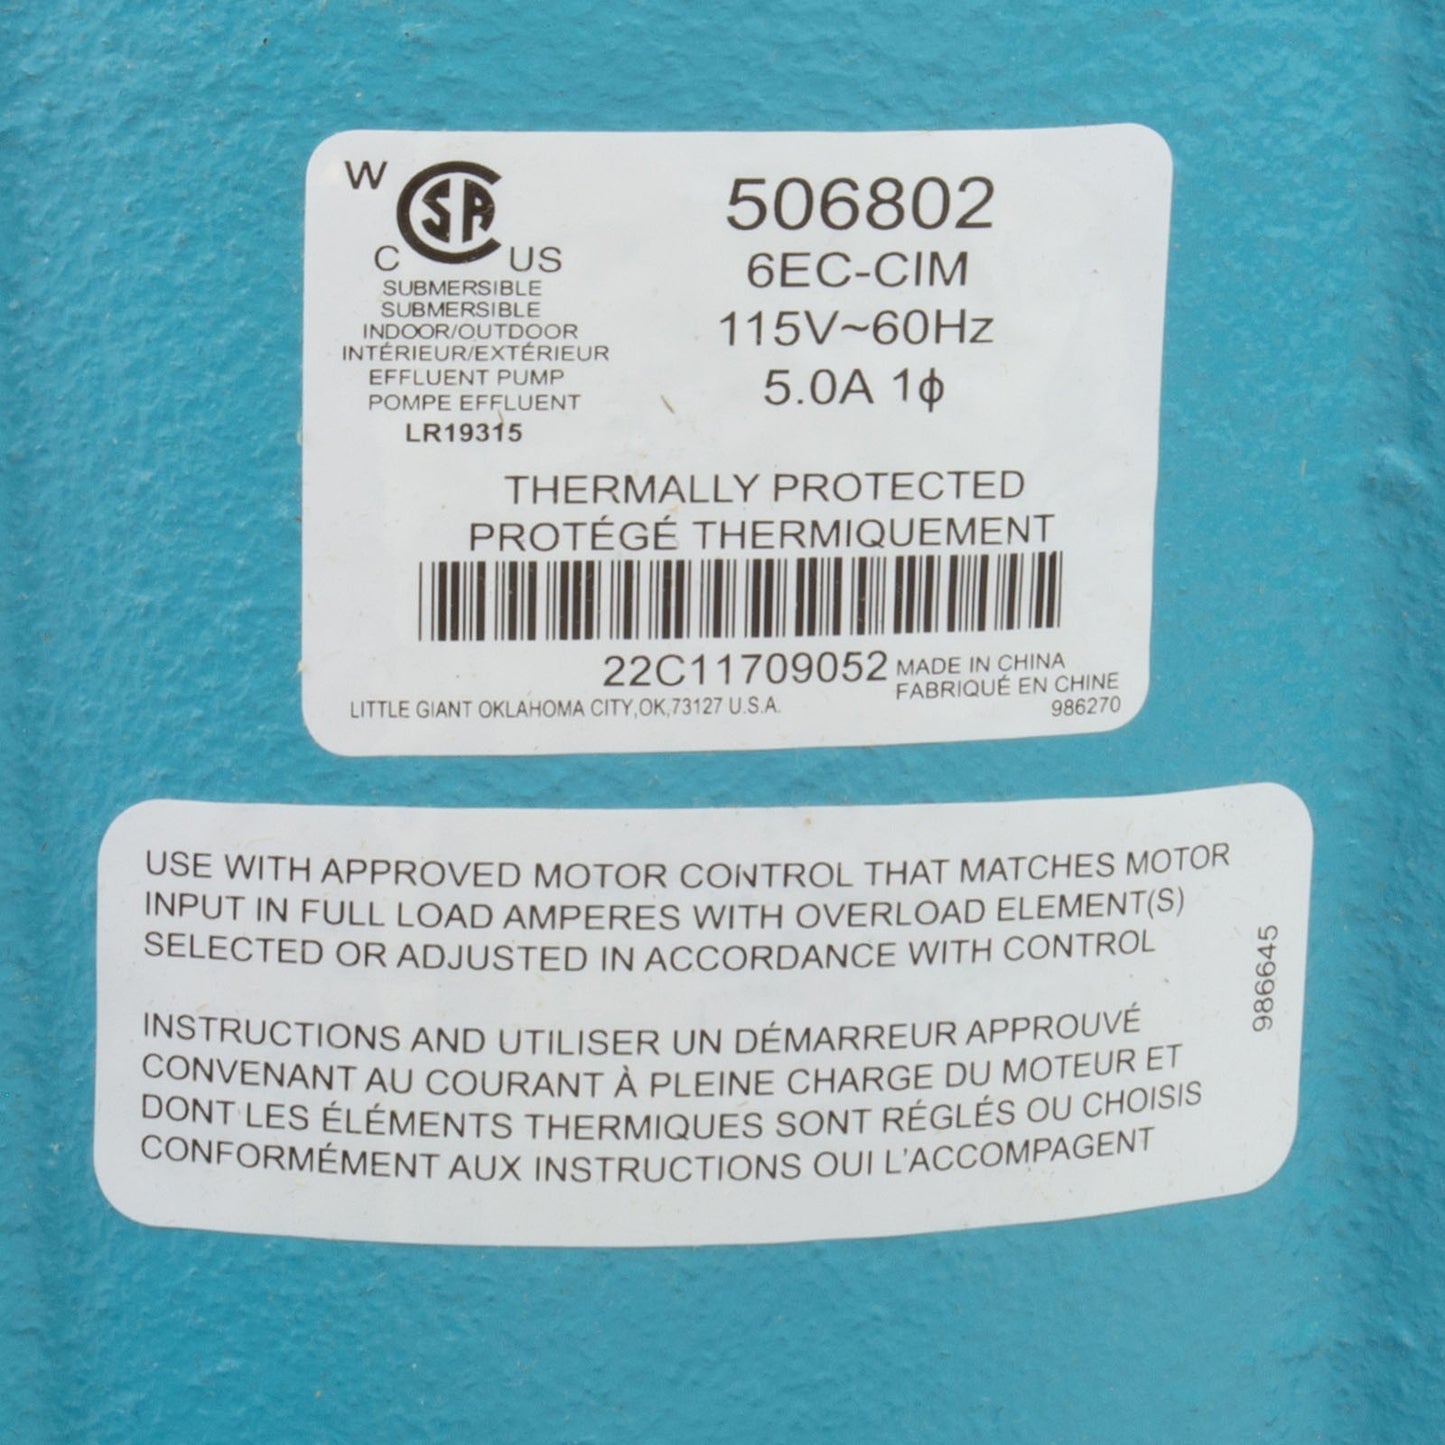 W
CSA
C US
SUBMERSIBLE
SUBMERSIBLE
INDOOR/OUTDOOR
INTÉRIEUR/EXTÉRIEUR
EFFLUENT PUMP
POMPE EFFLUENT
LR19315
506802
6EC-CIM
115V~60Hz
5.0A 1ϕ
THERMALLY PROTECTED
PROTÉGÉ THERMIQUEMENT
22C11709052
MADE IN CHINA
FABRIQUÉ EN CHINE
LITTLE GIANT OKLAHOMA CITY,OK,73127 U.S.A.
986270
USE WITH APPROVED MOTOR CONTROL THAT MATCHES MOTOR
INPUT IN FULL LOAD AMPERES WITH OVERLOAD ELEMENT(S)
SELECTED OR ADJUSTED IN ACCORDANCE WITH CONTROL
INSTRUCTIONS AND UTILISER UN DÉMARREUR APPROUVÉ
CONVENANT AU COURANT À PLEINE CHARGE DU MOTEUR ET
DONT LES ÉLÉMENTS THERMIQUES SONT RÉGLÉS OU CHOISIS
CONFORMÉMENT AUX INSTRUCTIONS OUI L'ACCOMPAGENT
986645